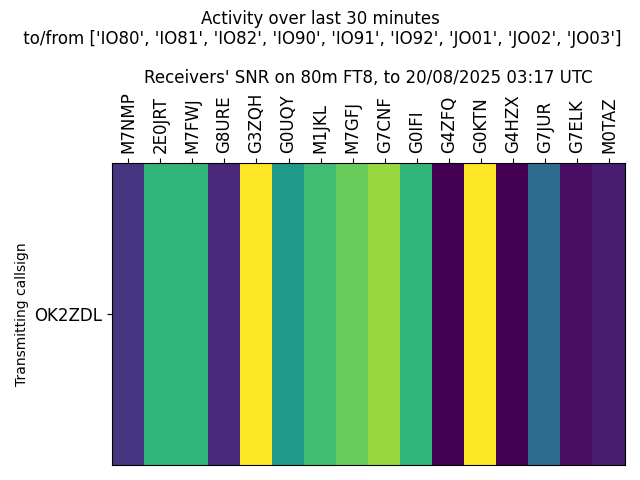 Activity over last 30 minutes
to/from ['IO80', 'IO81', 'IO82', 'IO90', 'IO91', 'IO92', 'JO01', 'JO02', 'JO03']
Receivers' SNR on 80m FT8, to 20/08/2025 03:17 UTC
M7NMP
2E0JRT
M7FWJ
G8URE
G3ZQH
G0UQY
M1JKL
M7GFJ
G7CNF
G0IFI
G4ZFQ
G0KTN
G4HZX
G7JUR
G7ELK
M0TAZ
Transmitting callsign
OK2ZDL